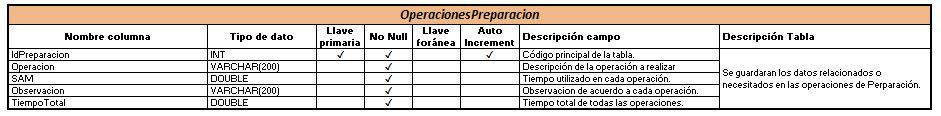 OperacionesPreparacion
Nombre columna Tipo de dato Llave primaria No Null Llave foránea Auto Increment Descripción campo Descripción Tabla
IdPreparacion INT ✓ ✓ ✓ Código principal de la tabla.
Operacion VARCHAR(200) ✓ Descripción de la operación a realizar
SAM DOUBLE ✓ Tiempo utilizado en cada operación.
Observacion VARCHAR(200) ✓ Observacion de acuerdo a cada operación.
TiempoTotal DOUBLE ✓ Tiempo total de todas las operaciones.
Se guardaran los datos relacionados o
necesitados en las operaciones de Perparación.